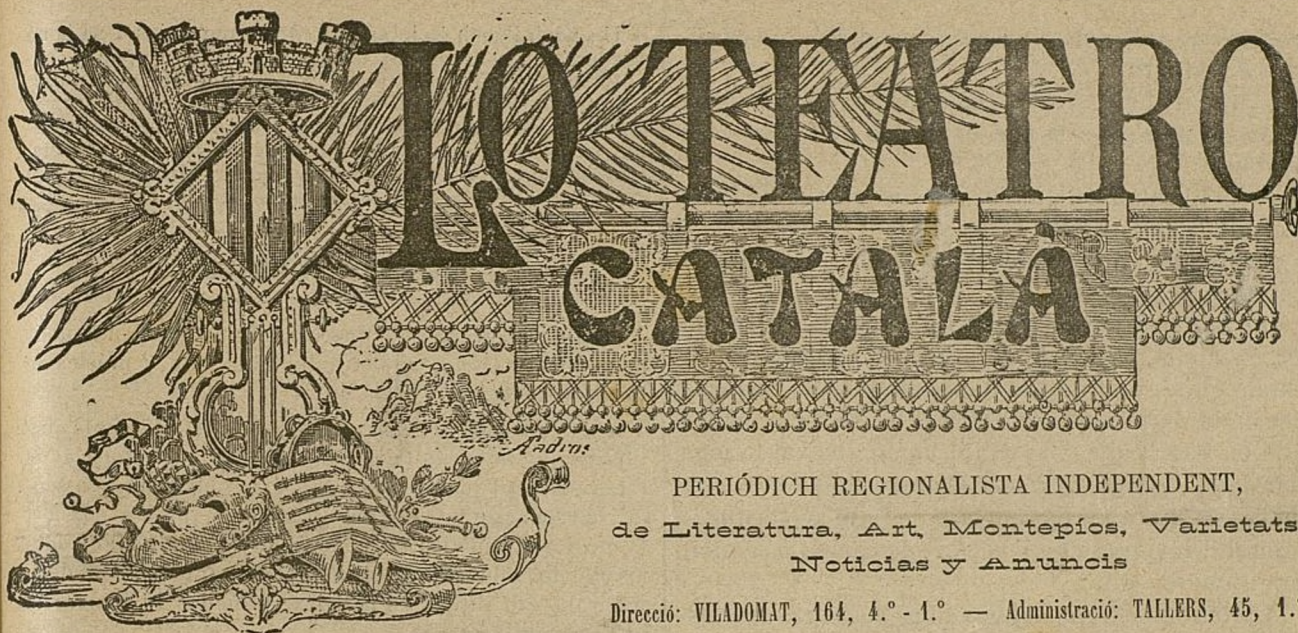 LO TEATRO
CATALÀ
PERIÓDICH REGIONALISTA INDEPENDENT,
de Literatura, Art, Montepíos, Varietats
Noticias y Anuncis
Direcció: VILADOMAT, 164, 4.º - 1.º — Administració: TALLERS, 45, 1.